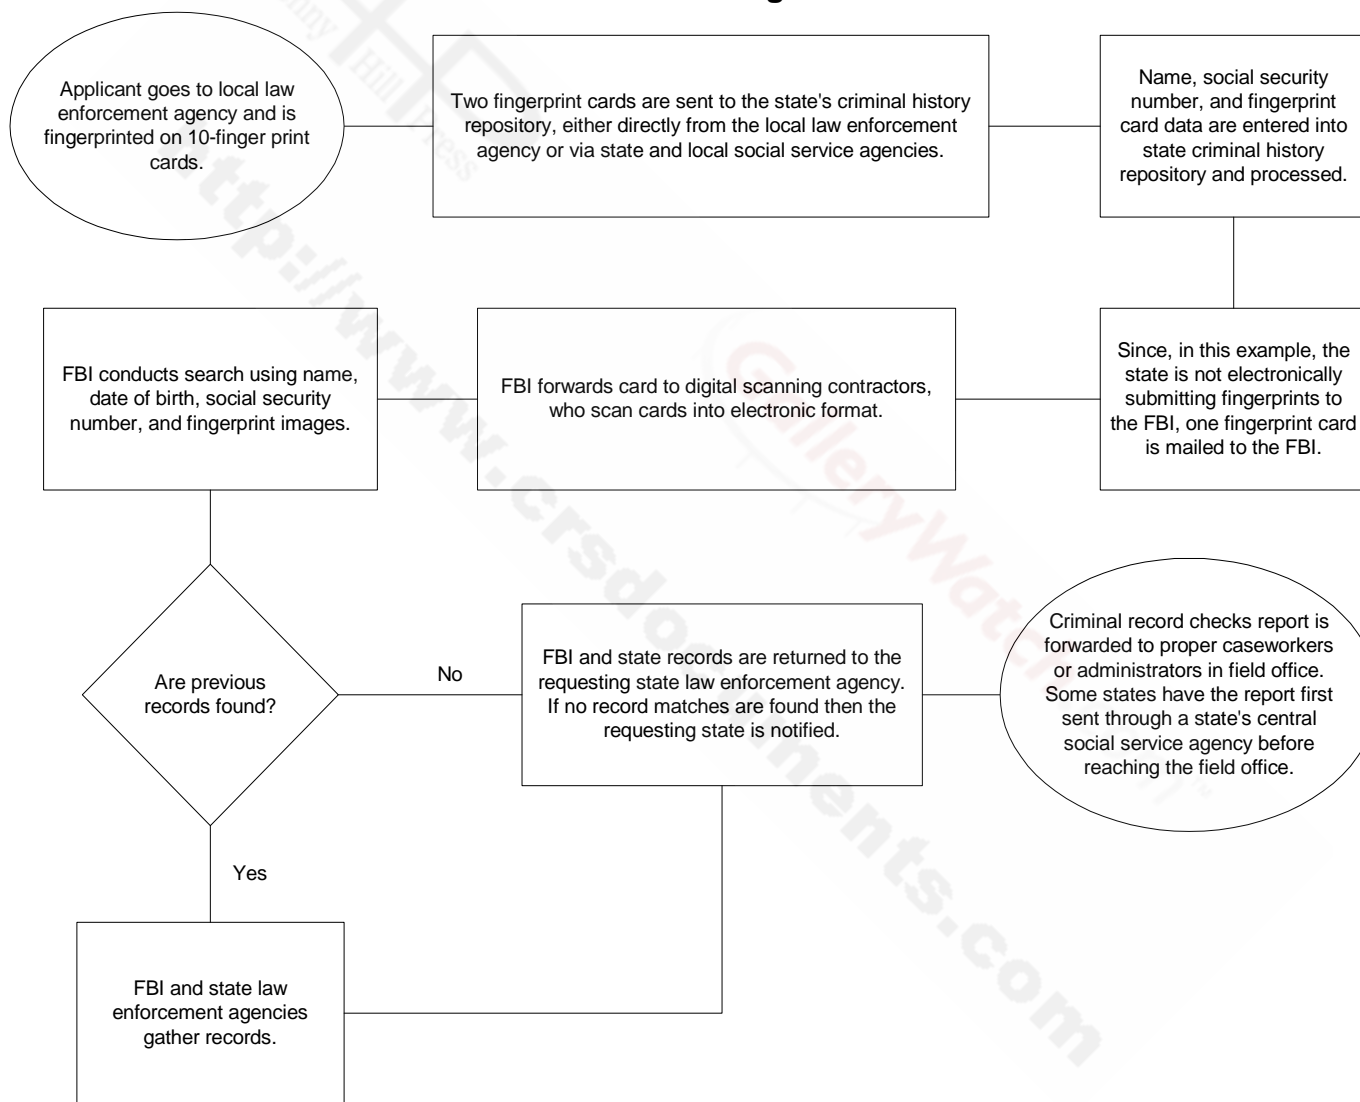 Applicant goes to local law
enforcement agency and is
fingerprinted on 10-finger print
cards.
Two fingerprint cards are sent to the state's criminal history
repository, either directly from the local law enforcement
agency or via state and local social service agencies.
Name, social security
number, and fingerprint
card data are entered into
state criminal history
repository and processed.
Since, in this example, the
state is not electronically
submitting fingerprints to
the FBI, one fingerprint card
is mailed to the FBI.
FBI forwards card to digital scanning contractors,
who scan cards into electronic format.
FBI conducts search using name,
date of birth, social security
number, and fingerprint images.
Are previous
records found?
No
FBI and state records are returned to the
requesting state law enforcement agency.
If no record matches are found then the
requesting state is notified.
Criminal record checks report is
forwarded to proper caseworkers
or administrators in field office.
Some states have the report first
sent through a state's central
social service agency before
reaching the field office.
Yes
FBI and state law
enforcement agencies
gather records.
Hill
Press
http://www.crsdocuments.com